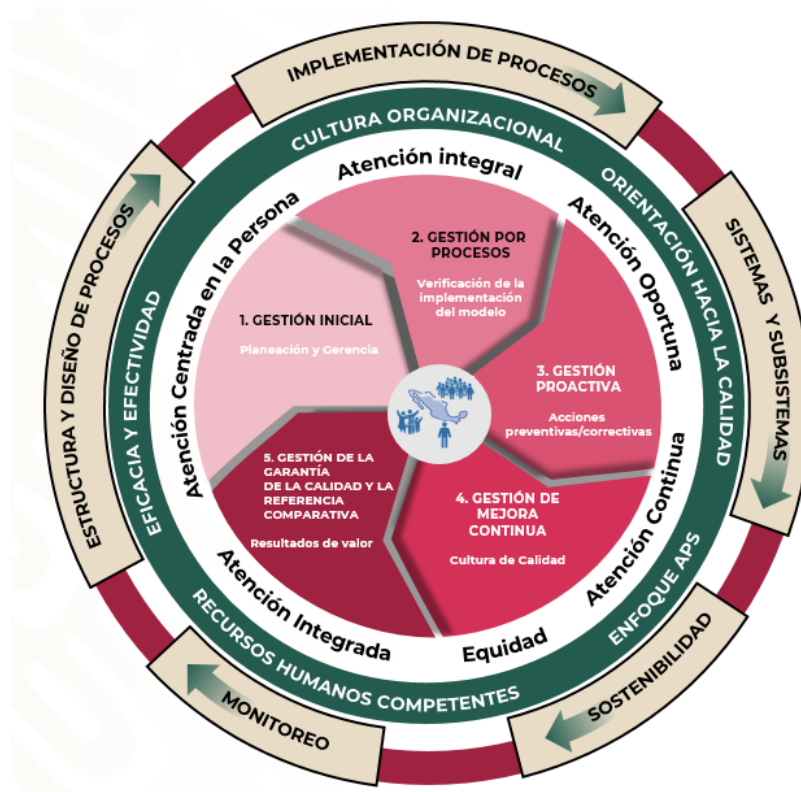 IMPLEMENTACIÓN DE PROCESOS
SISTEMAS Y SUBSISTEMAS
SOSTENIBILIDAD
MONITOREO
ESTRUCTURA Y DISEÑO DE PROCESOS
CULTURA ORGANIZACIONAL
ORIENTACIÓN HACIA LA CALIDAD
ENFOQUE APS
RECURSOS HUMANOS COMPETENTES
EFICACIA Y EFECTIVIDAD
Atención integral
Atención Oportuna
Atención Continua
Equidad
Atención Integrada
Atención Centrada en la Persona
1. GESTIÓN INICIAL
Planeación y Gerencia
2. GESTIÓN POR
PROCESOS
Verificación de la
implementación
del modelo
3. GESTIÓN
PROACTIVA
Acciones
preventivas/correctivas
4. GESTIÓN DE
MEJORA
CONTINUA
Cultura de Calidad
5. GESTIÓN DE LA
GARANTÍA
DE LA CALIDAD Y LA
REFERENCIA
COMPARATIVA
Resultados de valor